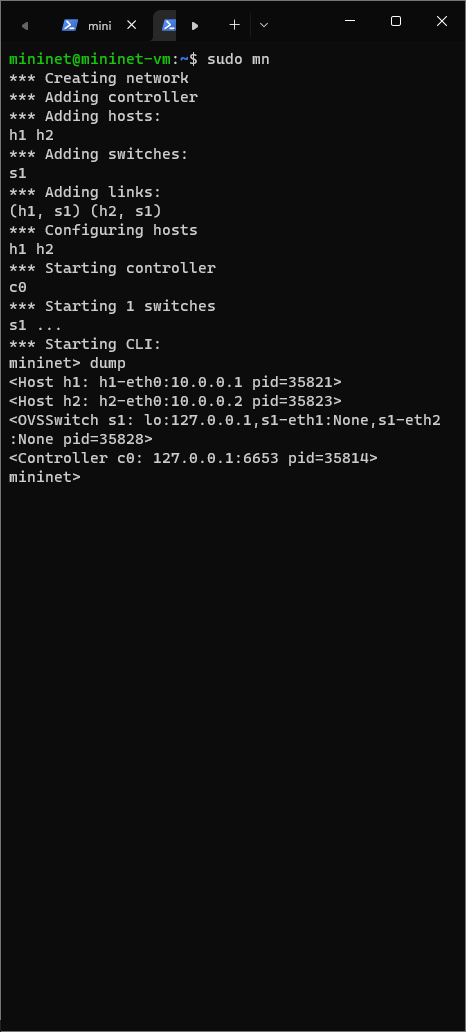 mini
mininet@mininet-vm:~$ sudo mn
*** Creating network
*** Adding controller
*** Adding hosts:
h1 h2
*** Adding switches:
s1
*** Adding links:
(h1, s1) (h2, s1)
*** Configuring hosts
h1 h2
*** Starting controller
c0
*** Starting 1 switches
s1 ...
*** Starting CLI:
mininet> dump
<Host h1: h1-eth0:10.0.0.1 pid=35821>
<Host h2: h2-eth0:10.0.0.2 pid=35823>
<OVSSwitch s1: lo:127.0.0.1,s1-eth1:None,s1-eth2
:None pid=35828>
<Controller c0: 127.0.0.1:6653 pid=35814>
mininet>